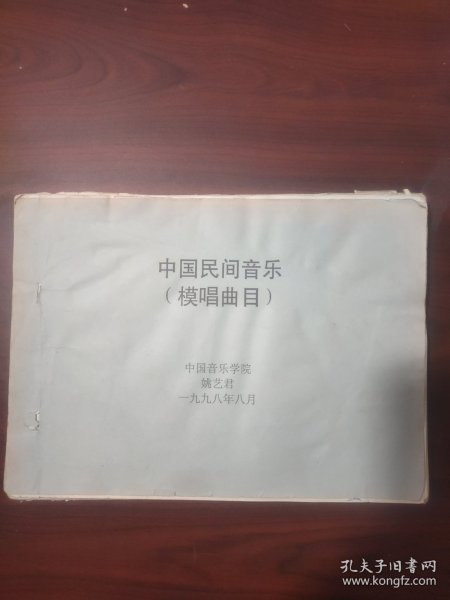 中国民间音乐
(模唱曲目)
中国音乐学院
姚艺君
一九九八年八月
孔夫子旧书网
www.kongfz.com